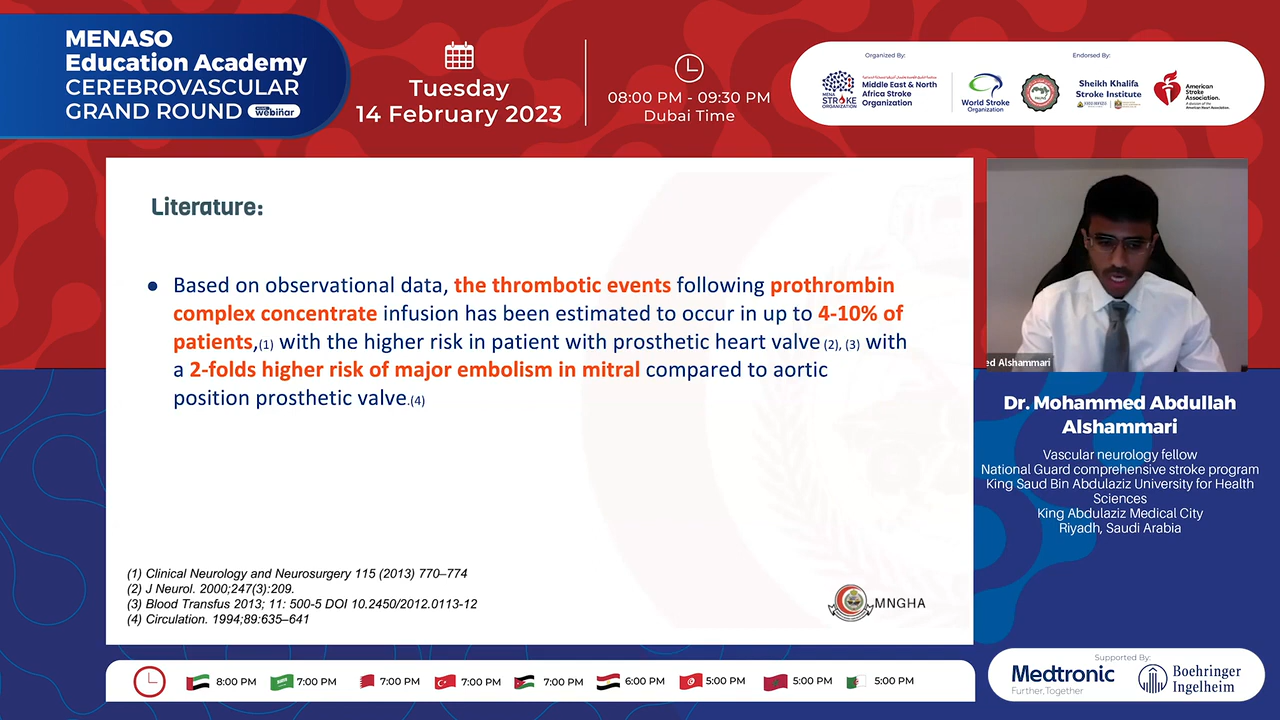 MENASO
Education Academy
CEREBROVASCULAR
GRAND ROUND
webinar
Tuesday
14 February 2023
08:00 PM - 09:30 PM
Dubai Time
Organized By:
Endorsed By:
MENA
STROKE
ORGANIZATION
Middle East & North
Africa Stroke
Organization
World Stroke
Organization
Sheikh Khalifa
Stroke Institute
American
Stroke
Association.
A division of the
American Heart Association.
Literature:
● Based on observational data, the thrombotic events following prothrombin
complex concentrate infusion has been estimated to occur in up to 4-10% of
patients,(1) with the higher risk in patient with prosthetic heart valve (2), (3) with
a 2-folds higher risk of major embolism in mitral compared to aortic
position prosthetic valve.(4)
(1) Clinical Neurology and Neurosurgery 115 (2013) 770–774
(2) J Neurol. 2000;247(3):209.
(3) Blood Transfus 2013; 11: 500-5 DOI 10.2450/2012.0113-12
(4) Circulation. 1994;89:635–641
MNGHA
ed Alshammari
Dr. Mohammed Abdullah
Alshammari
Vascular neurology fellow
National Guard comprehensive stroke program
King Saud Bin Abdulaziz University for Health
Sciences
King Abdulaziz Medical City
Riyadh, Saudi Arabia
8:00 PM
7:00 PM
7:00 PM
7:00 PM
7:00 PM
6:00 PM
5:00 PM
5:00 PM
5:00 PM
Supported By:
Medtronic
Further, Together
Boehringer
Ingelheim